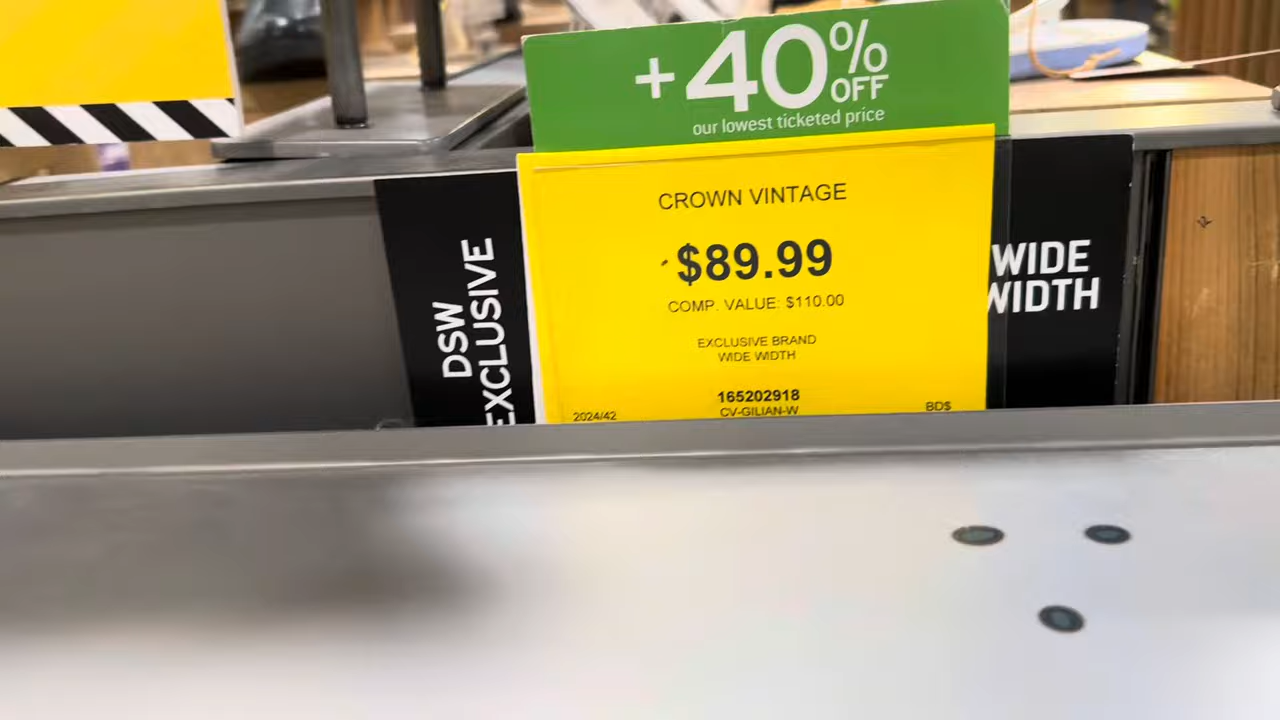 +40% OFF
our lowest ticketed price
CROWN VINTAGE
$89.99
COMP. VALUE: $110.00
EXCLUSIVE BRAND
WIDE WIDTH
165202918
CV-GILIAN-W
2024/42
BD$
DSW
EXCLUSIVE
WIDE
WIDTH